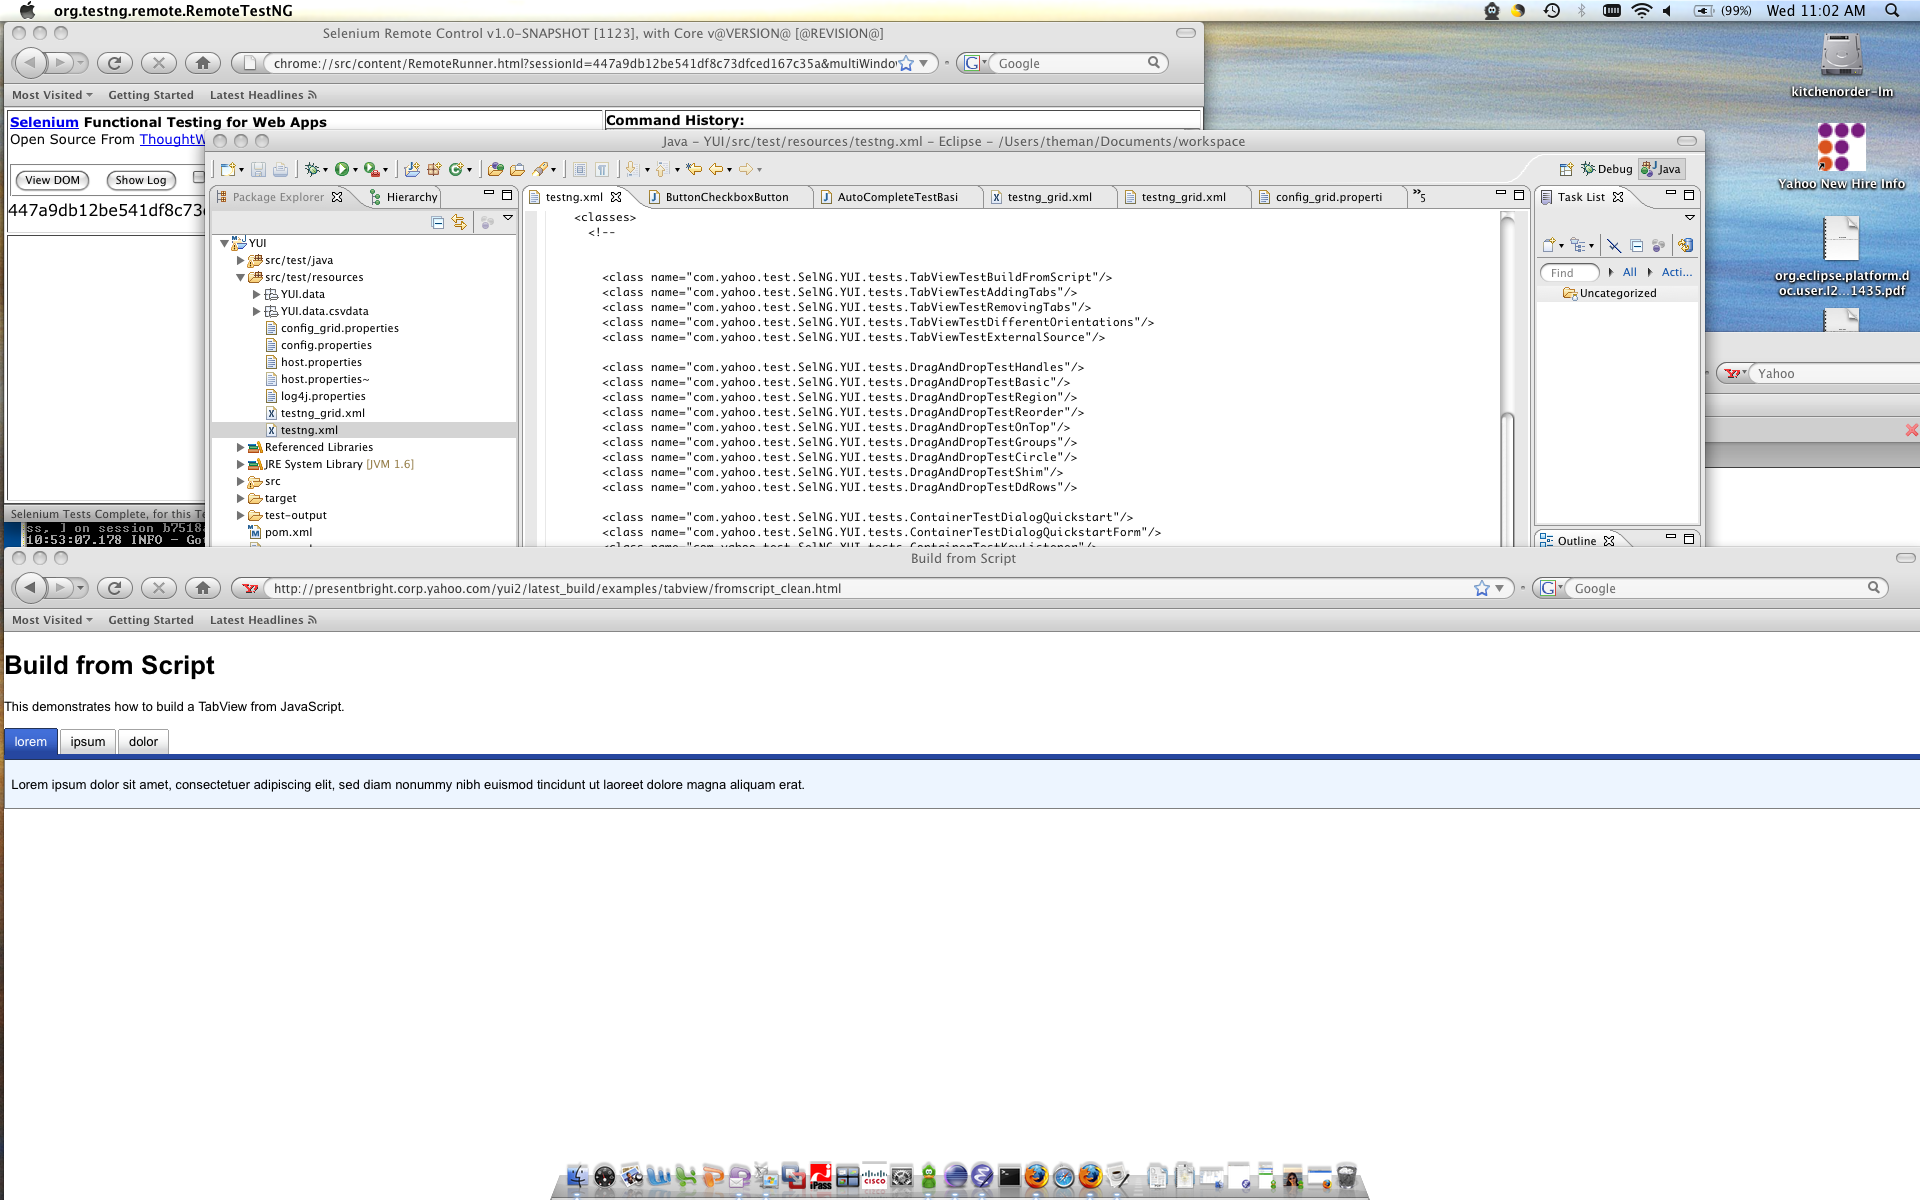 org.testng.remote.RemoteTestNG
(99%) Wed 11:02 AM
Selenium Remote Control v1.0-SNAPSHOT [1123], with Core v@VERSION@ [@REVISION@]
chrome://src/content/RemoteRunner.html?sessionId=447a9db12be541df8c73dfced167c35a&multiWindo
Google
Most Visited Getting Started Latest Headlines
Selenium Functional Testing for Web Apps
Open Source From ThoughtW
Command History:
View DOM Show Log
447a9db12be541df8c73
Selenium Tests Complete, for this Te
ss, ] on session b7518
10:53:07.178 INFO - Go
kitchenorder-lm
Yahoo New Hire Info
org.eclipse.platform.d
oc.user.l2...1435.pdf
Yahoo
Java - YUI/src/test/resources/testng.xml - Eclipse - /Users/theman/Documents/workspace
Debug Java
Package Explorer Hierarchy
testng.xml ButtonCheckboxButton AutoCompleteTestBasi testng_grid.xml testng_grid.xml config_grid.properti »5
Task List
Find All Acti...
Uncategorized
Outline
YUI
src/test/java
src/test/resources
YUI.data
YUI.data.csvdata
config_grid.properties
config.properties
host.properties
host.properties~
log4j.properties
testng_grid.xml
testng.xml
Referenced Libraries
JRE System Library [JVM 1.6]
src
target
test-output
pom.xml
<classes>
<!--
<class name="com.yahoo.test.SelNG.YUI.tests.TabViewTestBuildFromScript"/>
<class name="com.yahoo.test.SelNG.YUI.tests.TabViewTestAddingTabs"/>
<class name="com.yahoo.test.SelNG.YUI.tests.TabViewTestRemovingTabs"/>
<class name="com.yahoo.test.SelNG.YUI.tests.TabViewTestDifferentOrientations"/>
<class name="com.yahoo.test.SelNG.YUI.tests.TabViewTestExternalSource"/>
<class name="com.yahoo.test.SelNG.YUI.tests.DragAndDropTestHandles"/>
<class name="com.yahoo.test.SelNG.YUI.tests.DragAndDropTestBasic"/>
<class name="com.yahoo.test.SelNG.YUI.tests.DragAndDropTestRegion"/>
<class name="com.yahoo.test.SelNG.YUI.tests.DragAndDropTestReorder"/>
<class name="com.yahoo.test.SelNG.YUI.tests.DragAndDropTestOnTop"/>
<class name="com.yahoo.test.SelNG.YUI.tests.DragAndDropTestGroups"/>
<class name="com.yahoo.test.SelNG.YUI.tests.DragAndDropTestCircle"/>
<class name="com.yahoo.test.SelNG.YUI.tests.DragAndDropTestShim"/>
<class name="com.yahoo.test.SelNG.YUI.tests.DragAndDropTestDdRows"/>
<class name="com.yahoo.test.SelNG.YUI.tests.ContainerTestDialogQuickstart"/>
<class name="com.yahoo.test.SelNG.YUI.tests.ContainerTestDialogQuickstartForm"/>
<class name="com.yahoo.test.SelNG.YUI.tests.ContainerTestKeyListener"/>
Build from Script
http://presentbright.corp.yahoo.com/yui2/latest_build/examples/tabview/fromscript_clean.html
Google
Most Visited Getting Started Latest Headlines
Build from Script
This demonstrates how to build a TabView from JavaScript.
lorem ipsum dolor
Lorem ipsum dolor sit amet, consectetuer adipiscing elit, sed diam nonummy nibh euismod tincidunt ut laoreet dolore magna aliquam erat.
iPass
CISCO